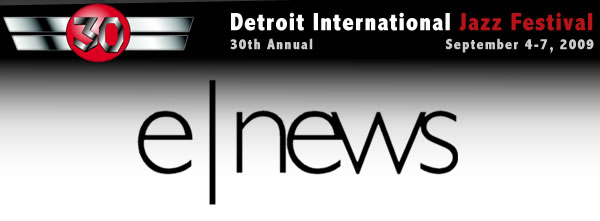 30
Detroit International Jazz Festival
30th Annual
September 4-7, 2009
e|news